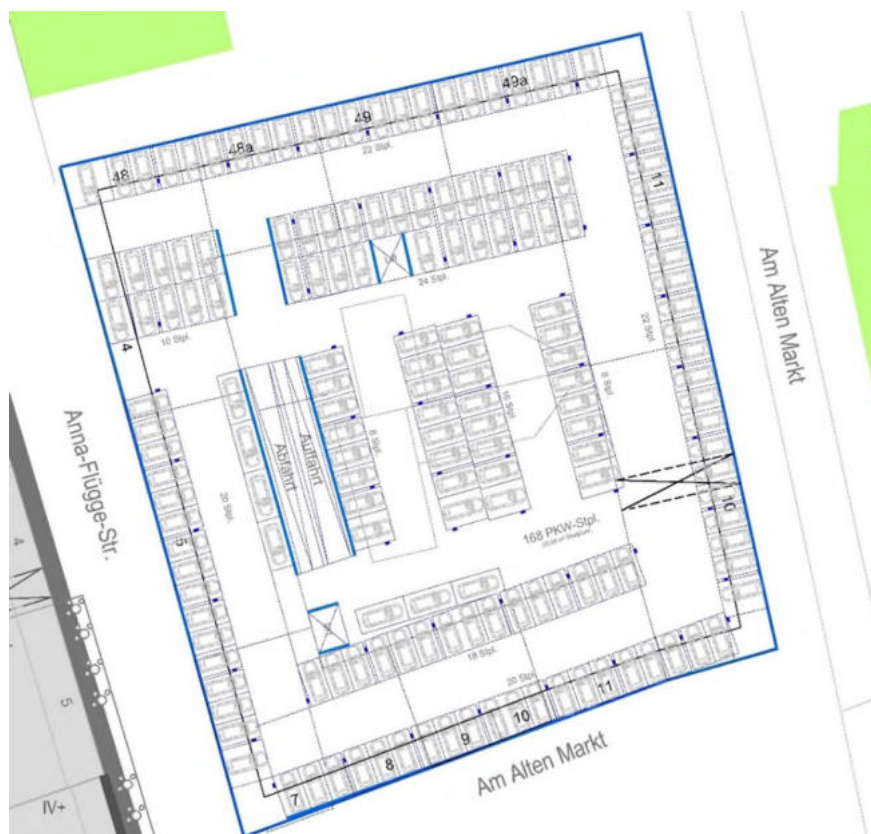 49a
49
48a
48
22 Stpl.
11
Am Alten Markt
24 Stpl.
10 Stpl.
4
22 Stpl.
Anna-Flügge-Str.
Auffahrt
Abfahrt
8 Stpl.
8 Stpl.
20 Stpl.
5
10
168 PKW-Stpl.
4
18 Stpl.
20 Stpl.
11
10
9
8
7
5
IV+
Am Alten Markt